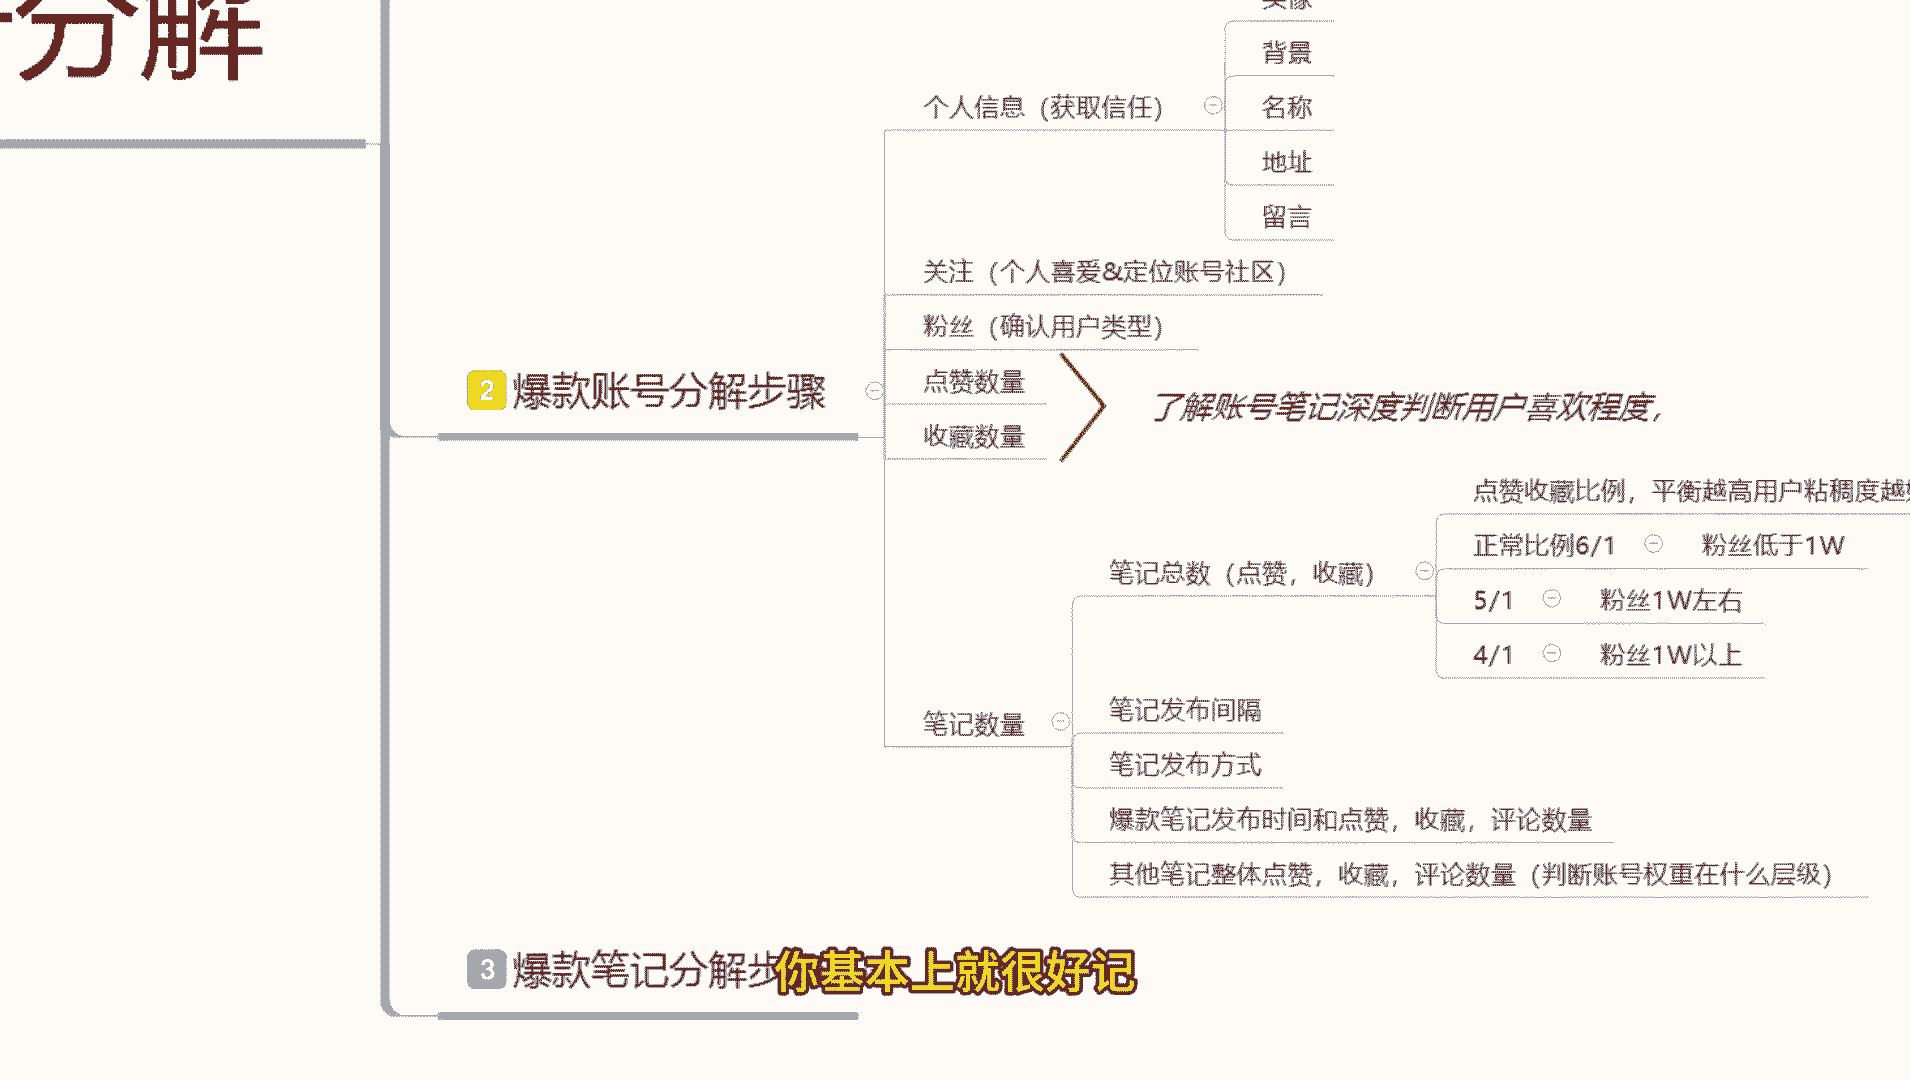 分解
头像
背景
个人信息（获取信任）
名称
地址
留言
关注（个人喜爱&定位账号社区）
粉丝（确认用户类型）
2 爆款账号分解步骤
点赞数量
收藏数量
了解账号笔记深度判断用户喜欢程度，
点赞收藏比例，平衡越高用户粘稠度越
正常比例6/1 粉丝低于1W
笔记总数（点赞，收藏）
5/1 粉丝1W左右
4/1 粉丝1W以上
笔记数量
笔记发布间隔
笔记发布方式
爆款笔记发布时间和点赞，收藏，评论数量
其他笔记整体点赞，收藏，评论数量（判断账号权重在什么层级）
3 爆款笔记分解步
你基本上就很好记